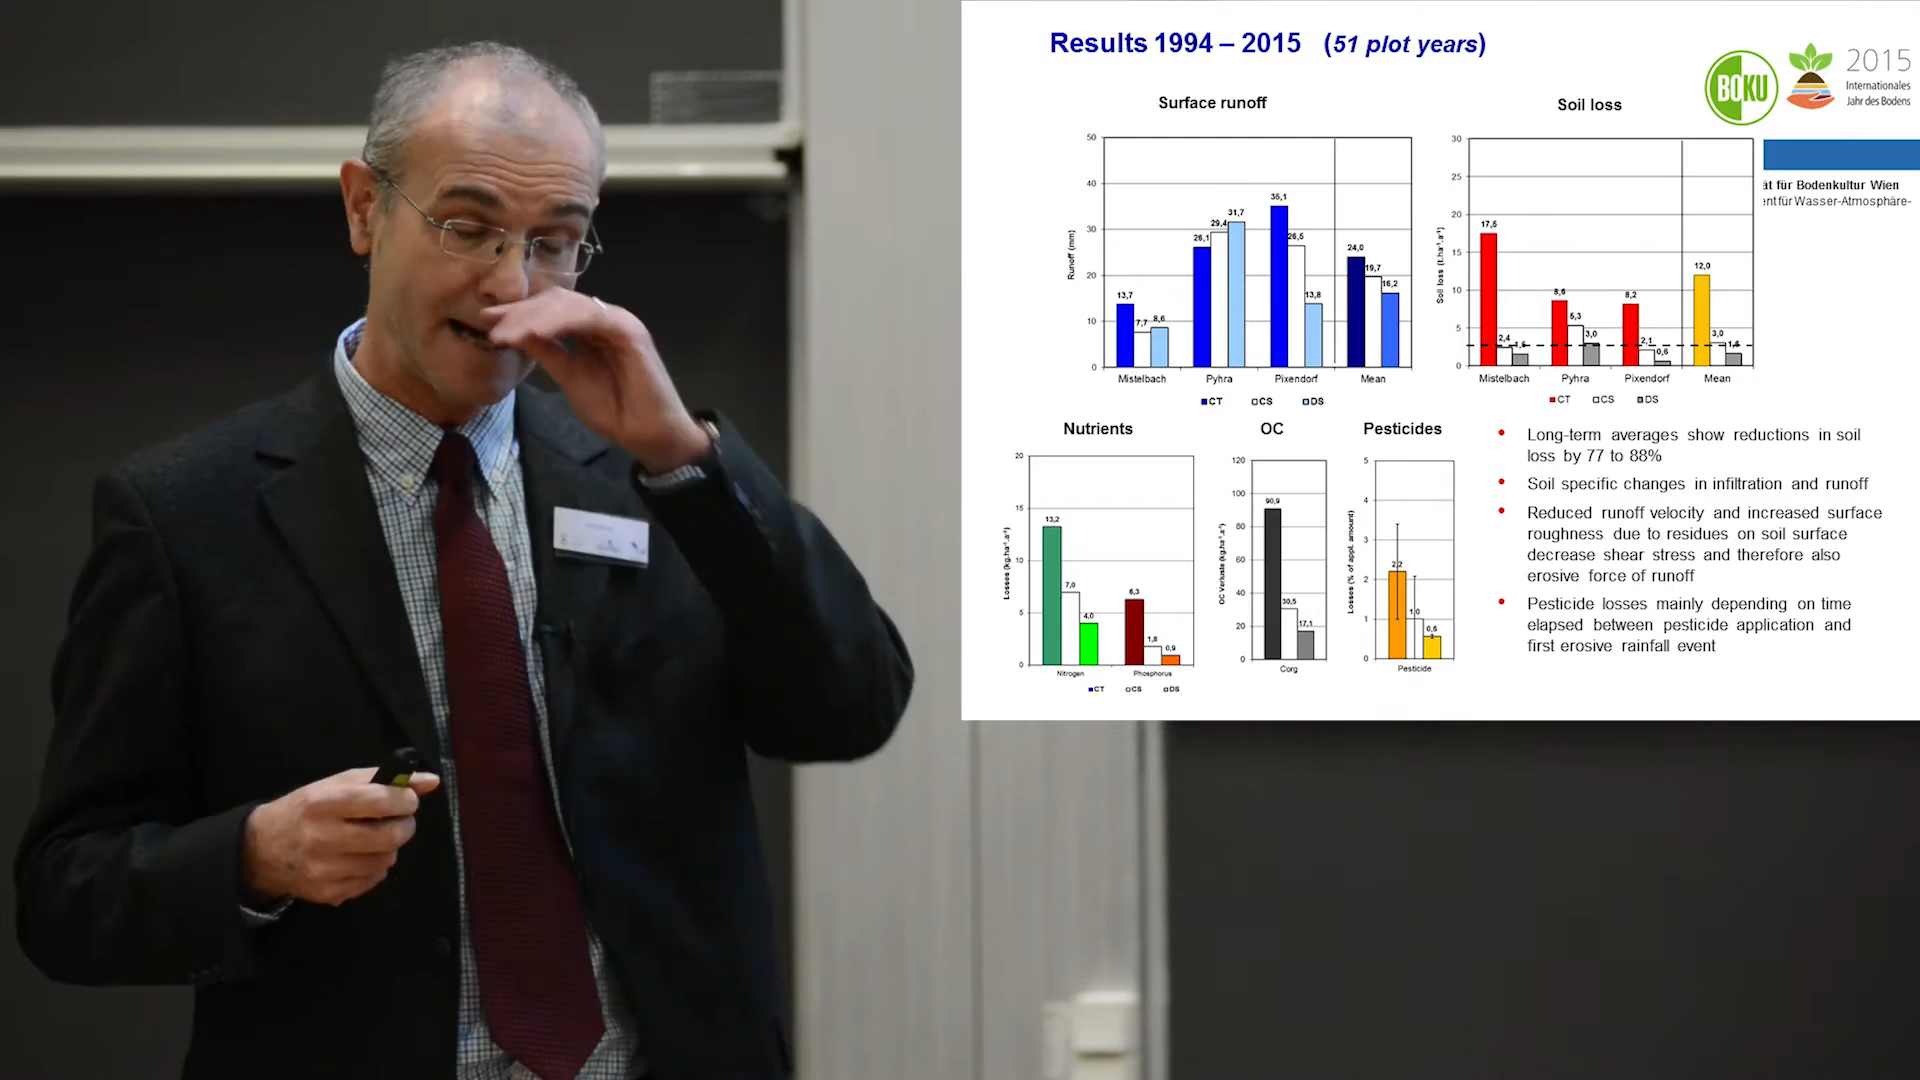 Results 1994 – 2015 (51 plot years)
BOKU
2015
Internationales
Jahr des Bodens
ät für Bodenkultur Wien
ent für Wasser-Atmosphäre-
Surface runoff
Runoff (mm)
50
40
30
20
10
0
13,7
7,7
8,6
26,1
29,4
31,7
35,1
26,5
13,8
24,0
19,7
16,2
Mistelbach Pyhra Pixendorf Mean
CT CS DS
Soil loss
Soil loss (t.ha-1.a-1)
30
25
20
15
10
5
0
17,5
2,4
1,6
8,6
5,3
3,0
8,2
2,1
0,6
12,0
3,0
1,6
Mistelbach Pyhra Pixendorf Mean
CT CS DS
Nutrients
Losses (kg.ha-1.a-1)
20
15
10
5
0
13,2
7,0
4,0
6,3
1,8
0,9
Nitrogen Phosphorus
CT CS DS
OC
OC Verluste (kg.ha-1.a-1)
120
100
80
60
40
20
0
90,9
30,5
17,1
Corg
Pesticides
Losses (% of appl. amount)
5
4
3
2
1
0
2,2
1,0
0,6
Pesticide
• Long-term averages show reductions in soil
loss by 77 to 88%
• Soil specific changes in infiltration and runoff
• Reduced runoff velocity and increased surface
roughness due to residues on soil surface
decrease shear stress and therefore also
erosive force of runoff
• Pesticide losses mainly depending on time
elapsed between pesticide application and
first erosive rainfall event